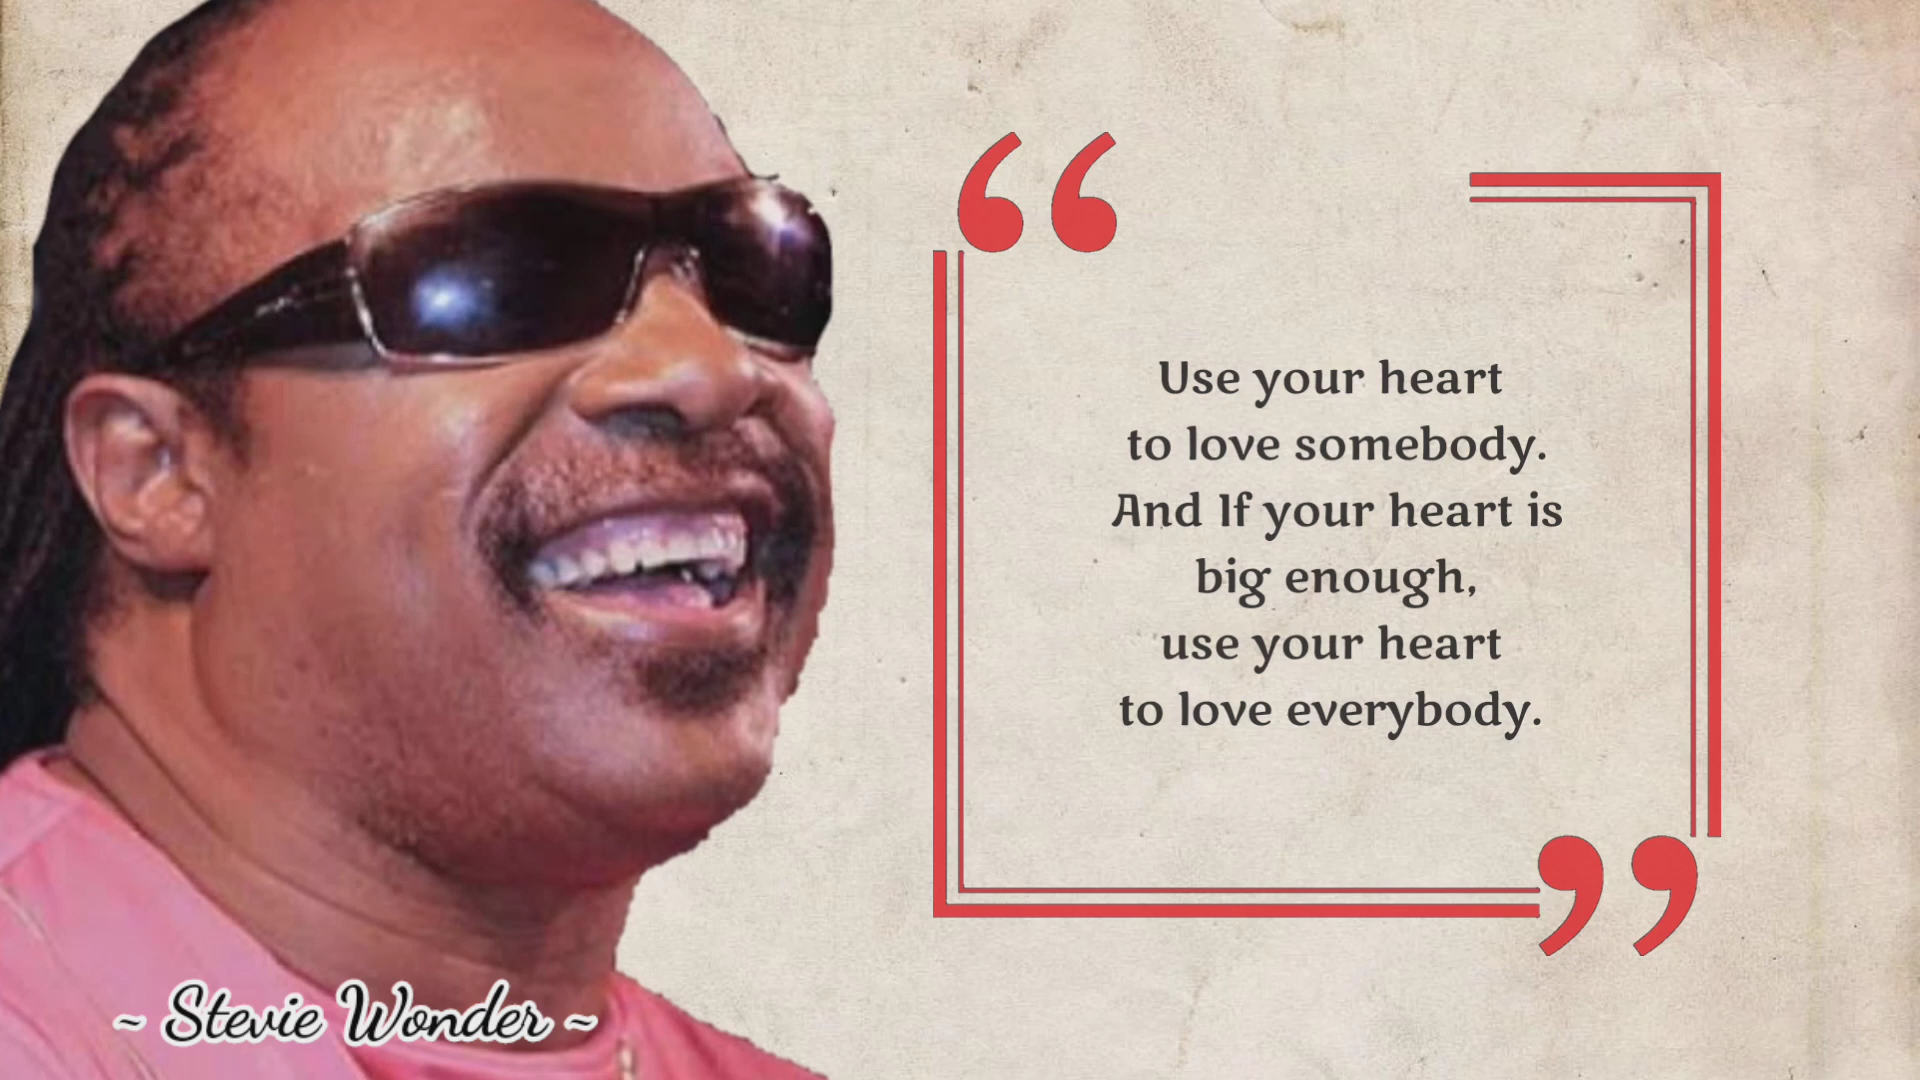 Use your heart
to love somebody.
And If your heart is
big enough,
use your heart
to love everybody.
~ Stevie Wonder ~